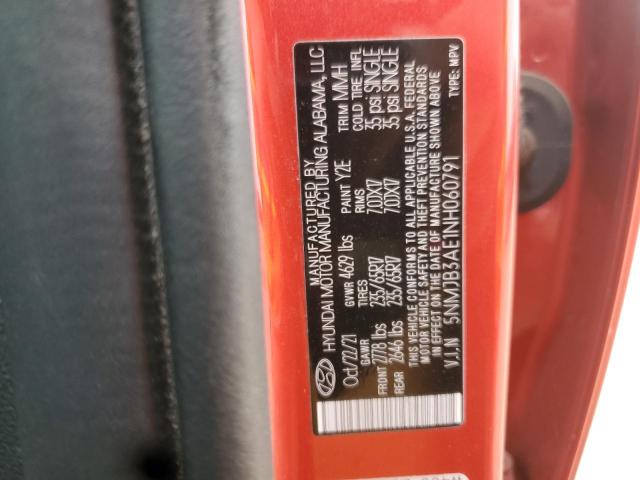 MANUFACTURED BY
HYUNDAI MOTOR MANUFACTURING ALABAMA, LLC
Oct/22/21 GVWR 4629 lbs PAINT Y2E TRIM MMH
GAWR TIRES RIMS COLD TIRE INFL
FRONT 2778 lbs 235/65R17 7.0JX17 35 psi SINGLE
REAR 2646 lbs 235/65R17 7.0JX17 35 psi SINGLE
THIS VEHICLE CONFORMS TO ALL APPLICABLE U.S.A. FEDERAL
MOTOR VEHICLE SAFETY AND THEFT PREVENTION STANDARDS
IN EFFECT ON THE DATE OF MANUFACTURE SHOWN ABOVE
V.I.N 5NMJB3AE1NH060791 TYPE: MPV